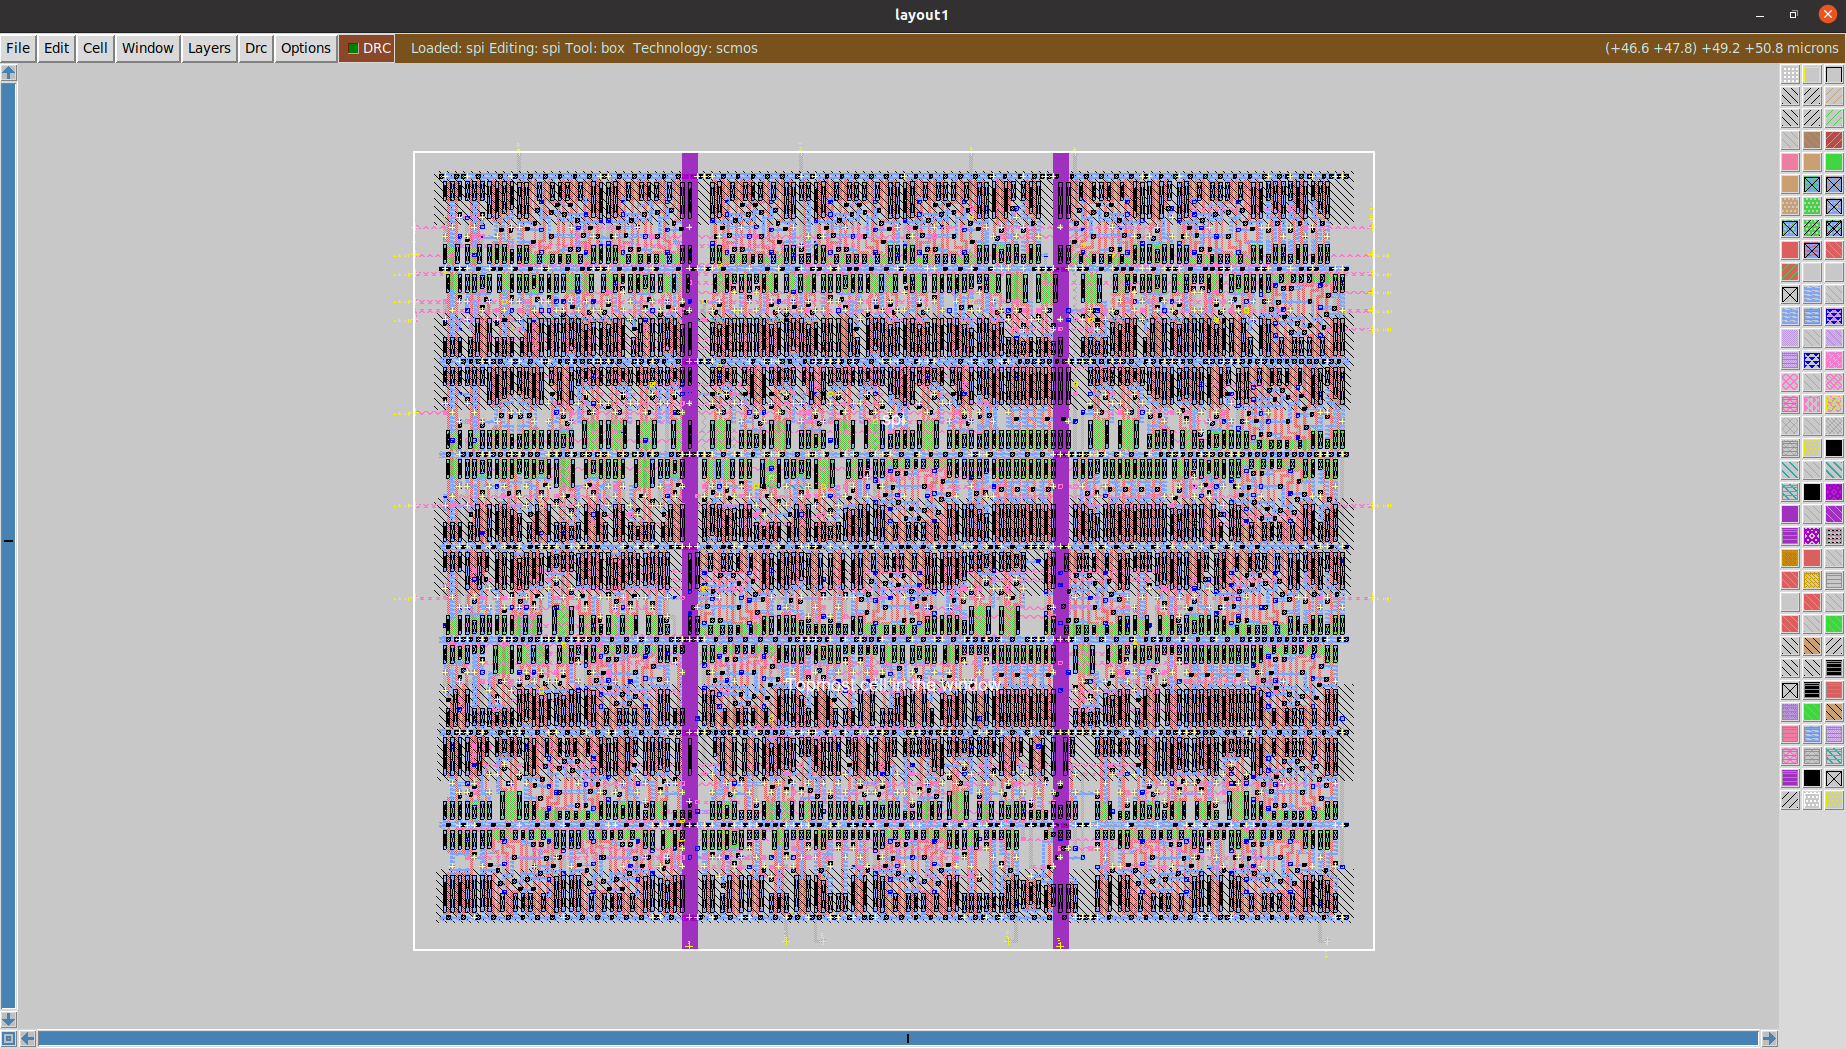 layout1
File Edit Cell Window Layers Drc Options DRC Loaded: spi Editing: spi Tool: box Technology: scmos (+46.6 +47.8) +49.2 +50.8 microns
spi
Topmost cell in the window